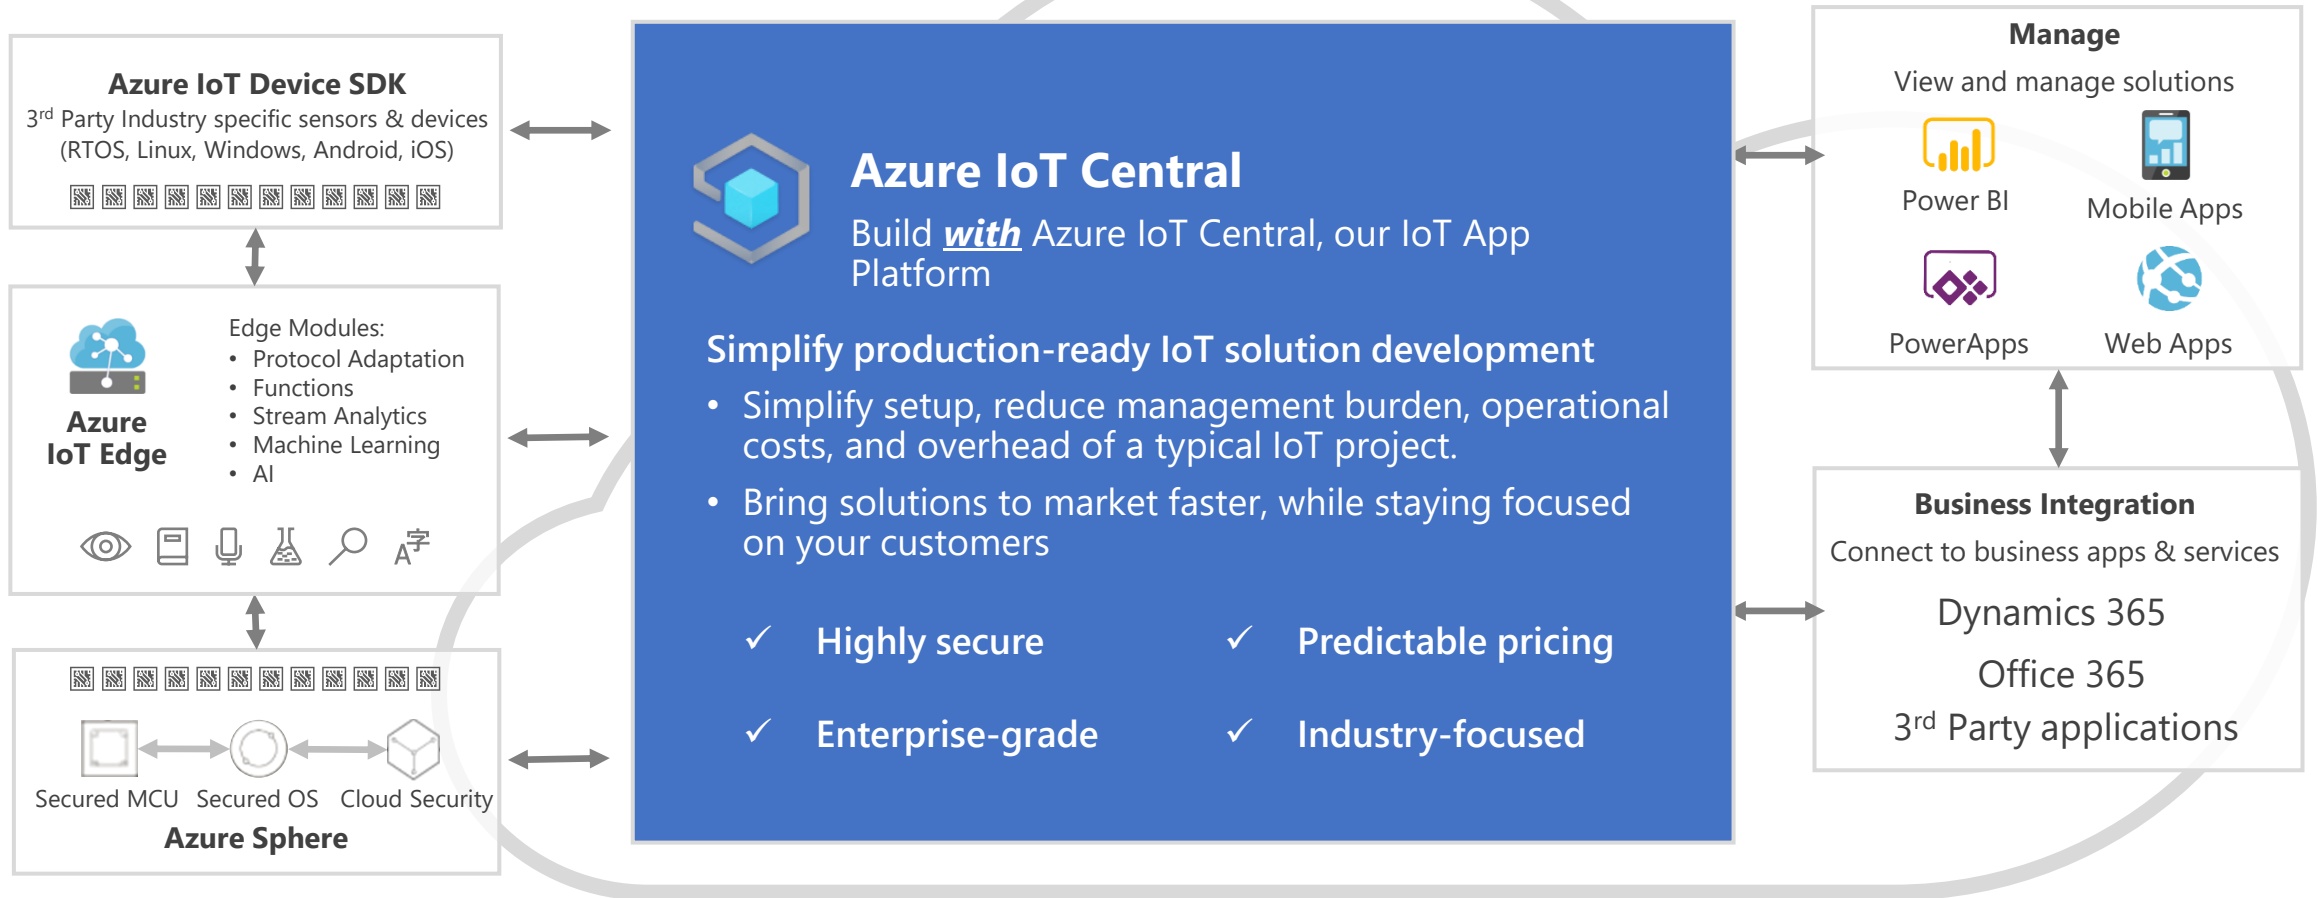 Azure IoT Device SDK
3rd Party Industry specific sensors & devices
(RTOS, Linux, Windows, Android, iOS)
Azure
IoT Edge
Edge Modules:
• Protocol Adaptation
• Functions
• Stream Analytics
• Machine Learning
• AI
A字
Secured MCU Secured OS Cloud Security
Azure Sphere
Azure IoT Central
Build with Azure IoT Central, our IoT App
Platform
Simplify production-ready IoT solution development
• Simplify setup, reduce management burden, operational
costs, and overhead of a typical IoT project.
• Bring solutions to market faster, while staying focused
on your customers
✓ Highly secure ✓ Predictable pricing
✓ Enterprise-grade ✓ Industry-focused
Manage
View and manage solutions
Power BI Mobile Apps
PowerApps Web Apps
Business Integration
Connect to business apps & services
Dynamics 365
Office 365
3rd Party applications